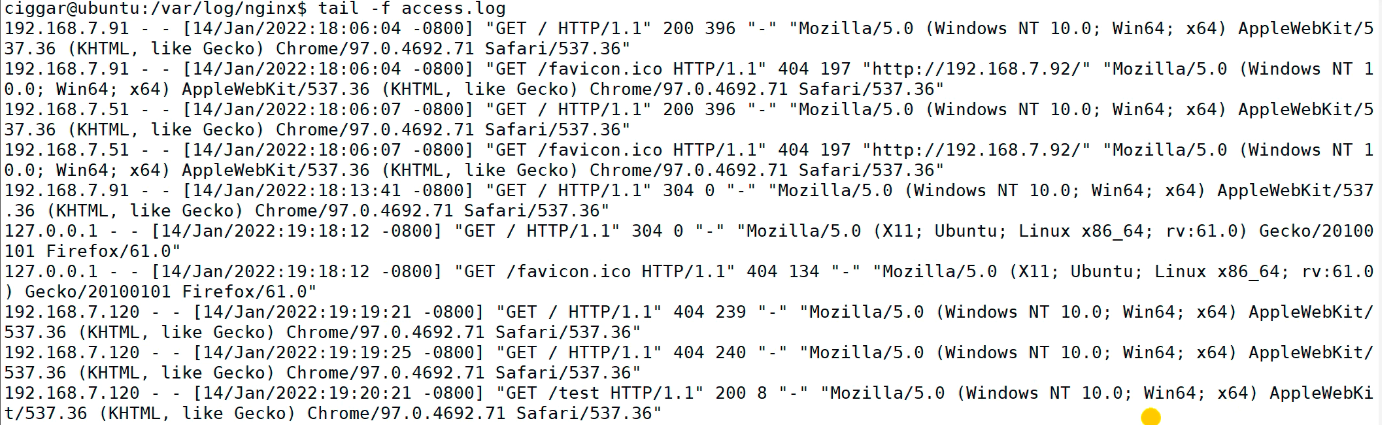 ciggar@ubuntu:/var/log/nginx$ tail -f access.log
192.168.7.91 - - [14/Jan/2022:18:06:04 -0800] "GET / HTTP/1.1" 200 396 "-" "Mozilla/5.0 (Windows NT 10.0; Win64; x64) AppleWebKit/5
37.36 (KHTML, like Gecko) Chrome/97.0.4692.71 Safari/537.36"
192.168.7.91 - - [14/Jan/2022:18:06:04 -0800] "GET /favicon.ico HTTP/1.1" 404 197 "http://192.168.7.92/" "Mozilla/5.0 (Windows NT 1
0.0; Win64; x64) AppleWebKit/537.36 (KHTML, like Gecko) Chrome/97.0.4692.71 Safari/537.36"
192.168.7.51 - - [14/Jan/2022:18:06:07 -0800] "GET / HTTP/1.1" 200 396 "-" "Mozilla/5.0 (Windows NT 10.0; Win64; x64) AppleWebKit/5
37.36 (KHTML, like Gecko) Chrome/97.0.4692.71 Safari/537.36"
192.168.7.51 - - [14/Jan/2022:18:06:07 -0800] "GET /favicon.ico HTTP/1.1" 404 197 "http://192.168.7.92/" "Mozilla/5.0 (Windows NT 1
0.0; Win64; x64) AppleWebKit/537.36 (KHTML, like Gecko) Chrome/97.0.4692.71 Safari/537.36"
192.168.7.91 - - [14/Jan/2022:18:13:41 -0800] "GET / HTTP/1.1" 304 0 "-" "Mozilla/5.0 (Windows NT 10.0; Win64; x64) AppleWebKit/537
.36 (KHTML, like Gecko) Chrome/97.0.4692.71 Safari/537.36"
127.0.0.1 - - [14/Jan/2022:19:18:12 -0800] "GET / HTTP/1.1" 304 0 "-" "Mozilla/5.0 (X11; Ubuntu; Linux x86_64; rv:61.0) Gecko/20100
101 Firefox/61.0"
127.0.0.1 - - [14/Jan/2022:19:18:12 -0800] "GET /favicon.ico HTTP/1.1" 404 134 "-" "Mozilla/5.0 (X11; Ubuntu; Linux x86_64; rv:61.0
) Gecko/20100101 Firefox/61.0"
192.168.7.120 - - [14/Jan/2022:19:19:21 -0800] "GET / HTTP/1.1" 404 239 "-" "Mozilla/5.0 (Windows NT 10.0; Win64; x64) AppleWebKit/
537.36 (KHTML, like Gecko) Chrome/97.0.4692.71 Safari/537.36"
192.168.7.120 - - [14/Jan/2022:19:19:25 -0800] "GET / HTTP/1.1" 404 240 "-" "Mozilla/5.0 (Windows NT 10.0; Win64; x64) AppleWebKit/
537.36 (KHTML, like Gecko) Chrome/97.0.4692.71 Safari/537.36"
192.168.7.120 - - [14/Jan/2022:19:20:21 -0800] "GET /test HTTP/1.1" 200 8 "-" "Mozilla/5.0 (Windows NT 10.0; Win64; x64) AppleWebKi
t/537.36 (KHTML, like Gecko) Chrome/97.0.4692.71 Safari/537.36"